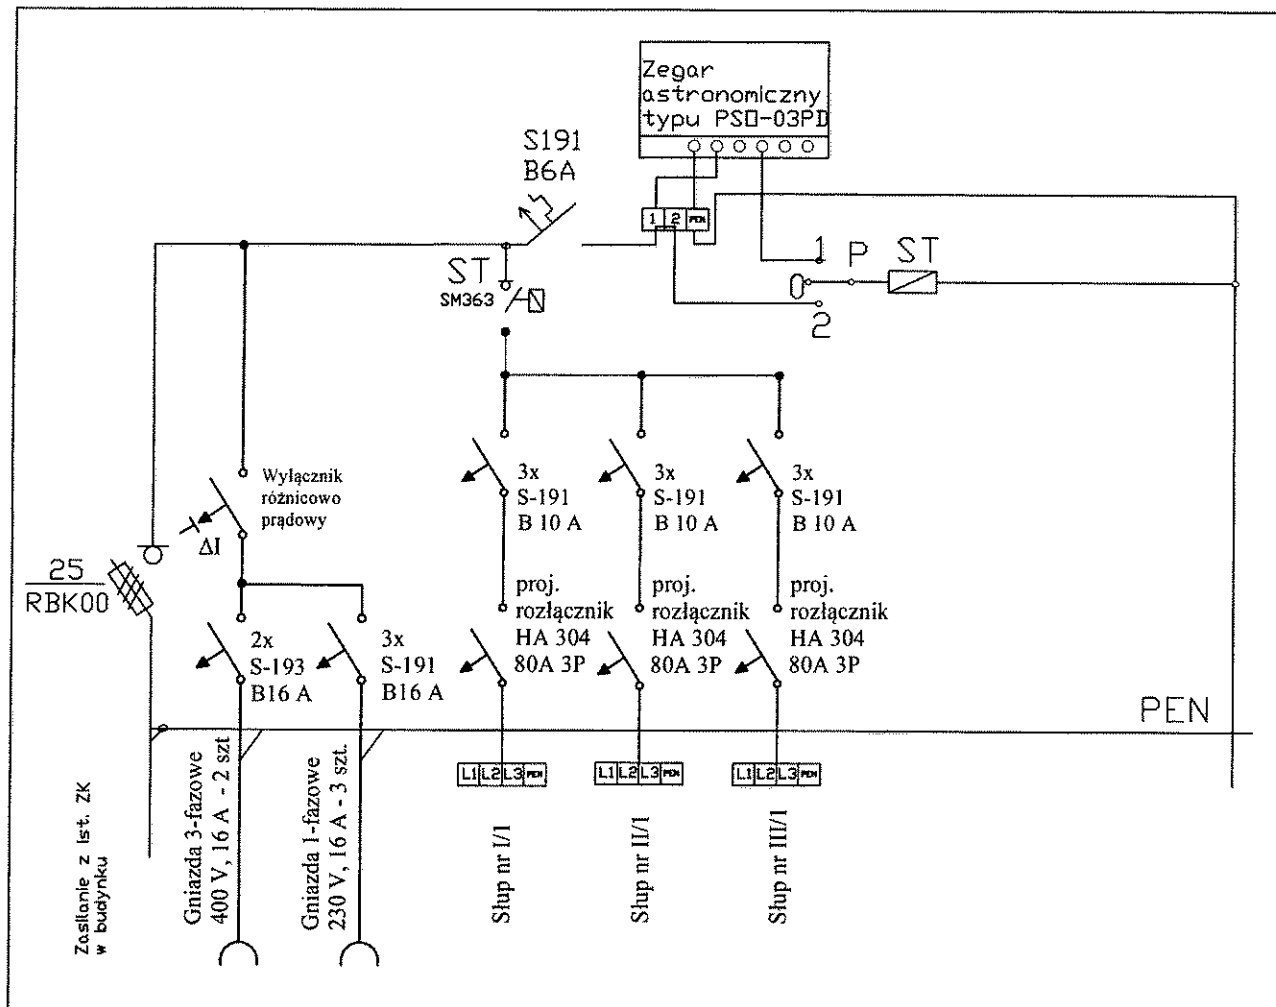 Zegar
astronomiczny
typu PSO-03PD
S191
B6A
1 2 PEN
ST
SM363
1
P
ST
2
Wyłącznik
różnicowo
prądowy
ΔI
25
RBK00
3x
S-191
B 10 A
3x
S-191
B 10 A
3x
S-191
B 10 A
proj.
rozłącznik
HA 304
80A 3P
proj.
rozłącznik
HA 304
80A 3P
proj.
rozłącznik
HA 304
80A 3P
2x
S-193
B16 A
3x
S-191
B16 A
PEN
L1 L2 L3 PEN
L1 L2 L3 PEN
L1 L2 L3 PEN
Zasilanie z ist. ZK
w budynku
Gniazda 3-fazowe
400 V, 16 A - 2 szt
Gniazda 1-fazowe
230 V, 16 A - 3 szt.
Słup nr I/1
Słup nr II/1
Słup nr III/1